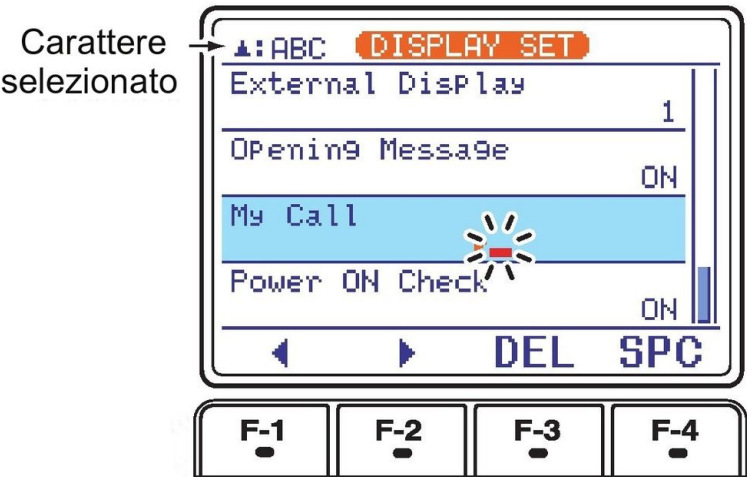 Carattere
selezionato
▲:ABC DISPLAY SET
External Display
1
Opening Message
ON
My Call
Power ON Check
ON
◀ ▶ DEL SPC
F-1 F-2 F-3 F-4